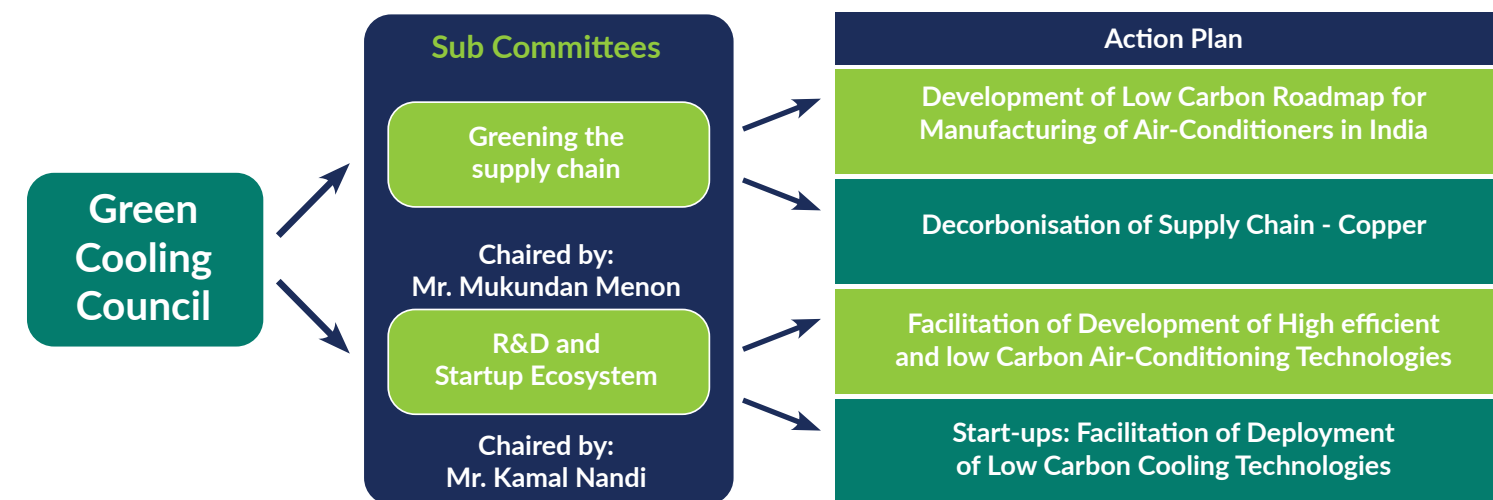 Green
Cooling
Council
Sub Committees
Greening the
supply chain
Chaired by:
Mr. Mukundan Menon
R&D and
Startup Ecosystem
Chaired by:
Mr. Kamal Nandi
Action Plan
Development of Low Carbon Roadmap for
Manufacturing of Air-Conditioners in India
Decorbonisation of Supply Chain - Copper
Facilitation of Development of High efficient
and low Carbon Air-Conditioning Technologies
Start-ups: Facilitation of Deployment
of Low Carbon Cooling Technologies